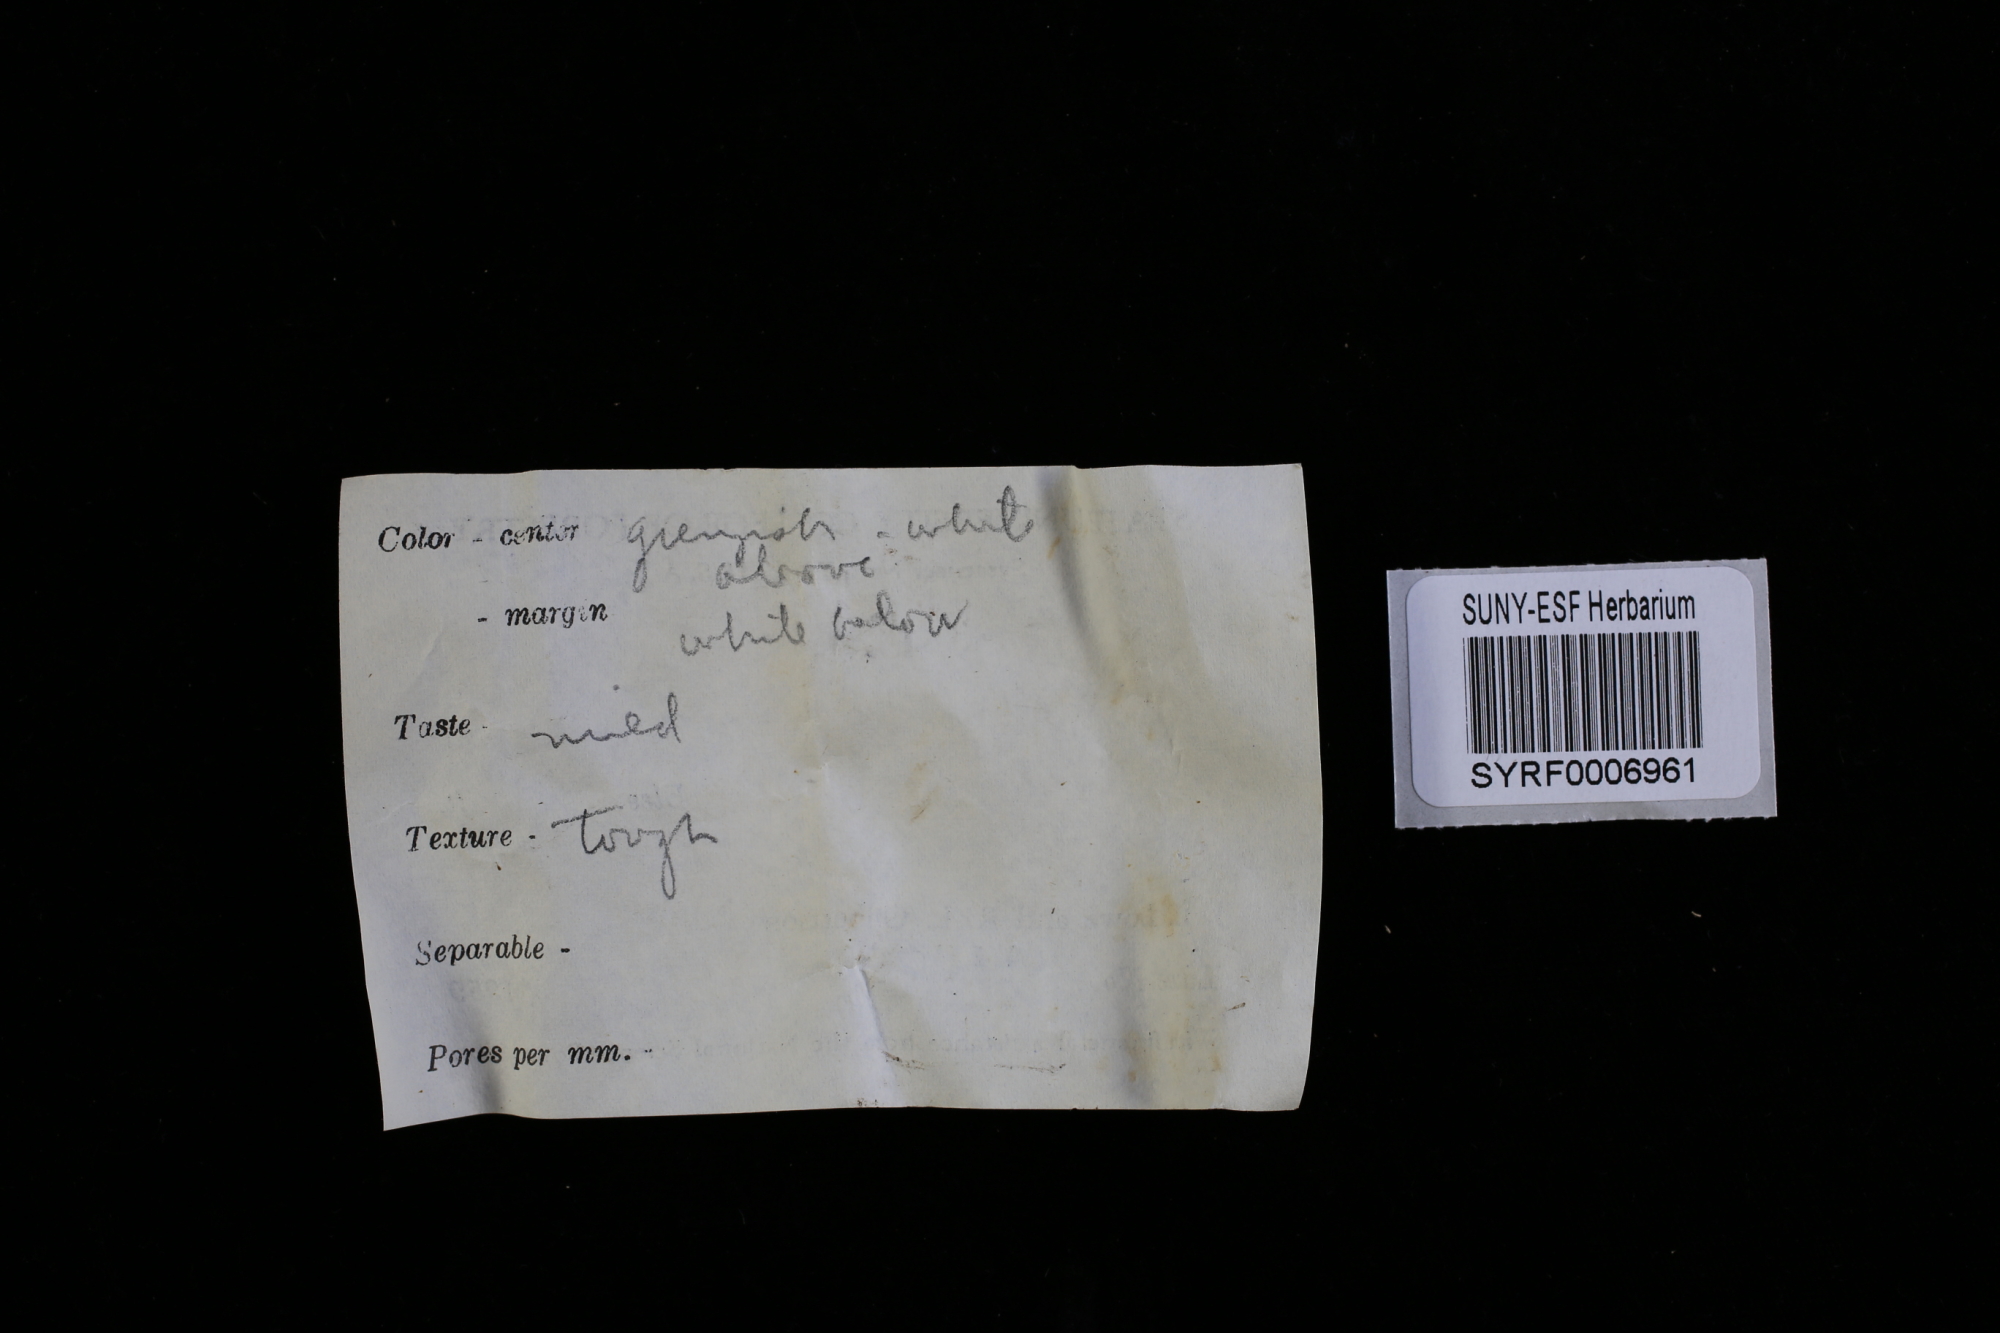 Color - center greenish - white
above
- margin
white below
Taste - mild
Texture - tough
Separable -
Pores per mm. -
SUNY-ESF Herbarium
SYRF0006961